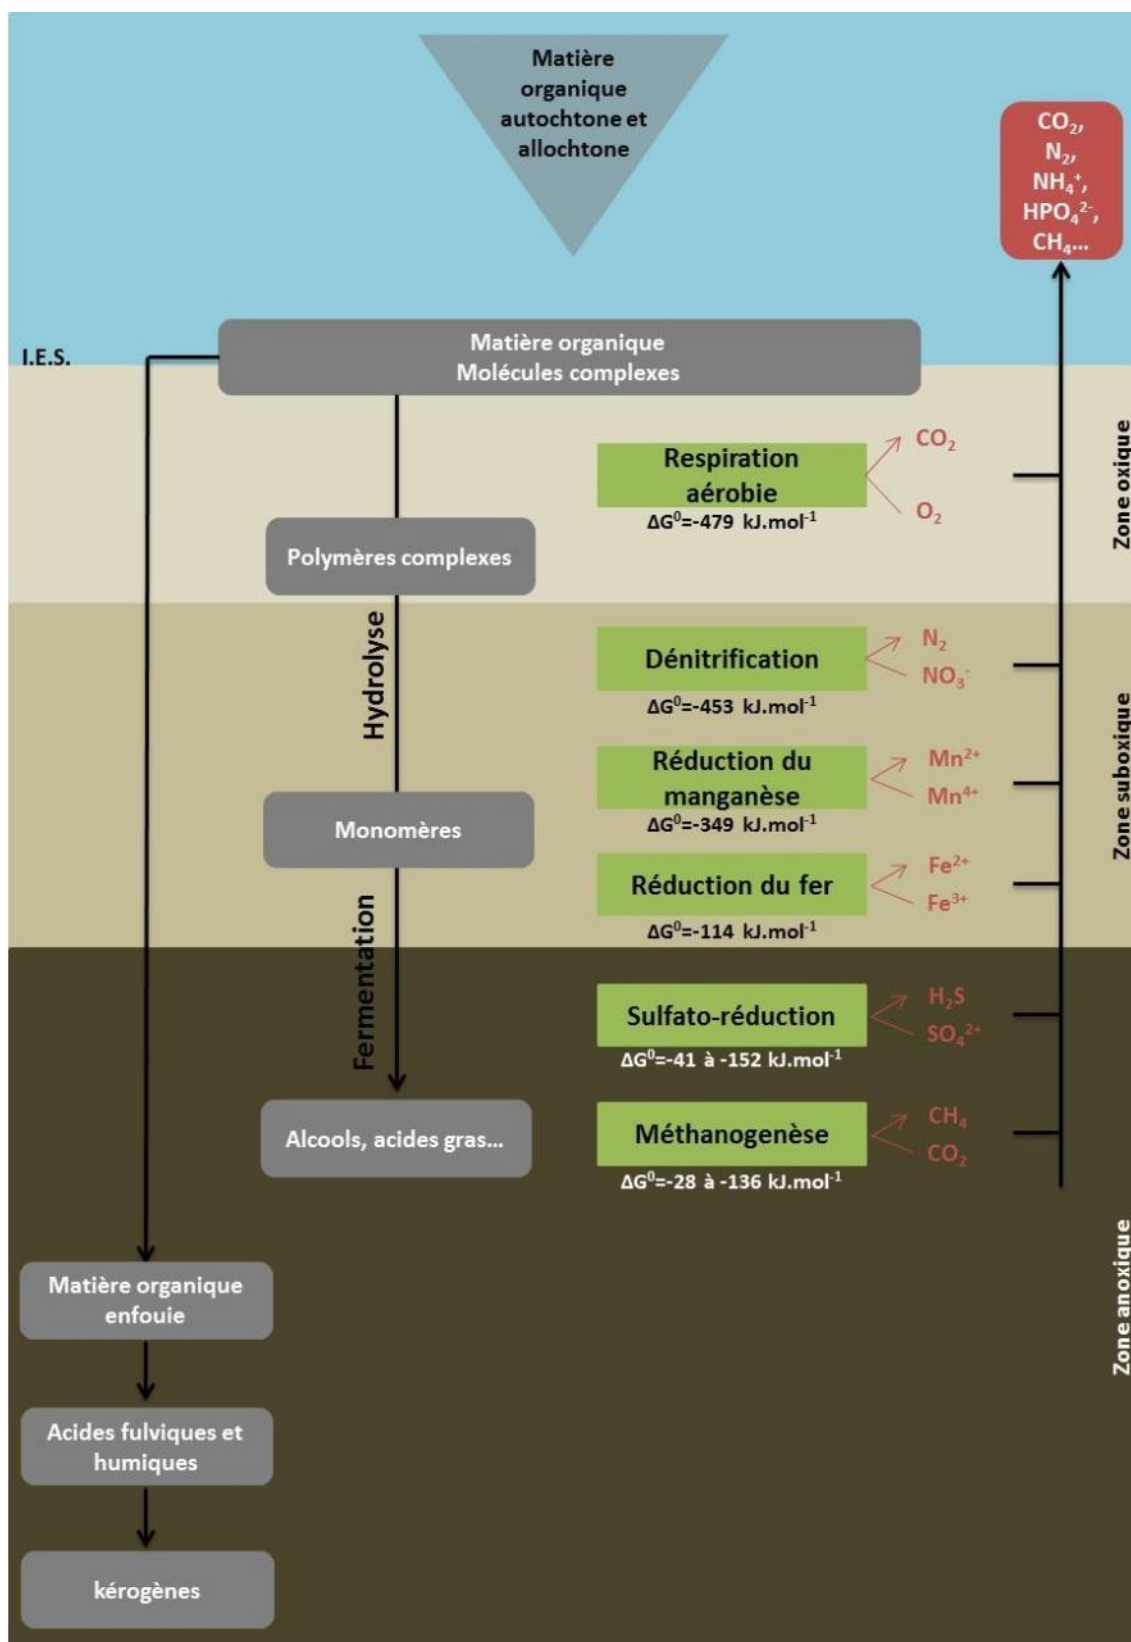 Matière
organique
autochtone et
allochtone
CO₂,
N₂,
NH₄⁺,
HPO₄²⁻,
CH₄...
I.E.S.
Matière organique
Molécules complexes
Respiration
aérobie
ΔG⁰=-479 kJ.mol⁻¹
CO₂
O₂
Zone oxique
Polymères complexes
Hydrolyse
Dénitrification
ΔG⁰=-453 kJ.mol⁻¹
N₂
NO₃⁻
Réduction du
manganèse
ΔG⁰=-349 kJ.mol⁻¹
Mn²⁺
Mn⁴⁺
Zone suboxique
Monomères
Réduction du fer
ΔG⁰=-114 kJ.mol⁻¹
Fe²⁺
Fe³⁺
Fermentation
Sulfato-réduction
ΔG⁰=-41 à -152 kJ.mol⁻¹
H₂S
SO₄²⁺
Alcools, acides gras...
Méthanogenèse
ΔG⁰=-28 à -136 kJ.mol⁻¹
CH₄
CO₂
Zone anoxique
Matière organique
enfouie
Acides fulviques et
humiques
kérogènes